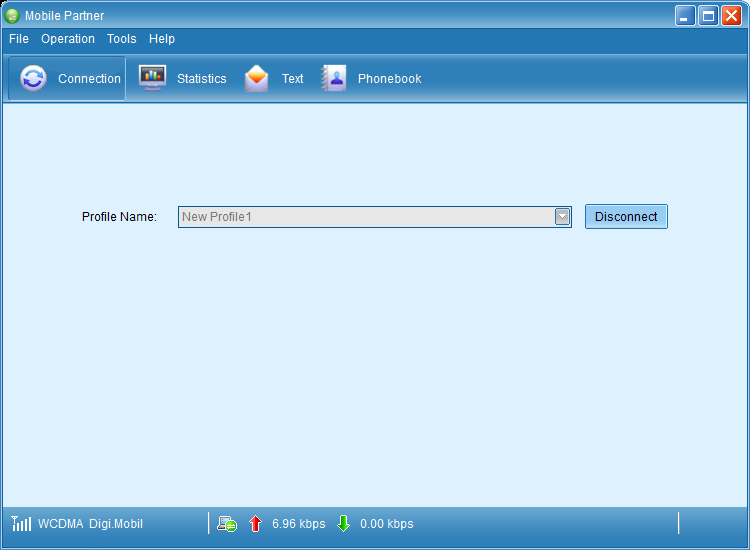 Mobile Partner
File Operation Tools Help
Connection Statistics Text Phonebook
Profile Name: New Profile1 Disconnect
WCDMA Digi.Mobil 6.96 kbps 0.00 kbps